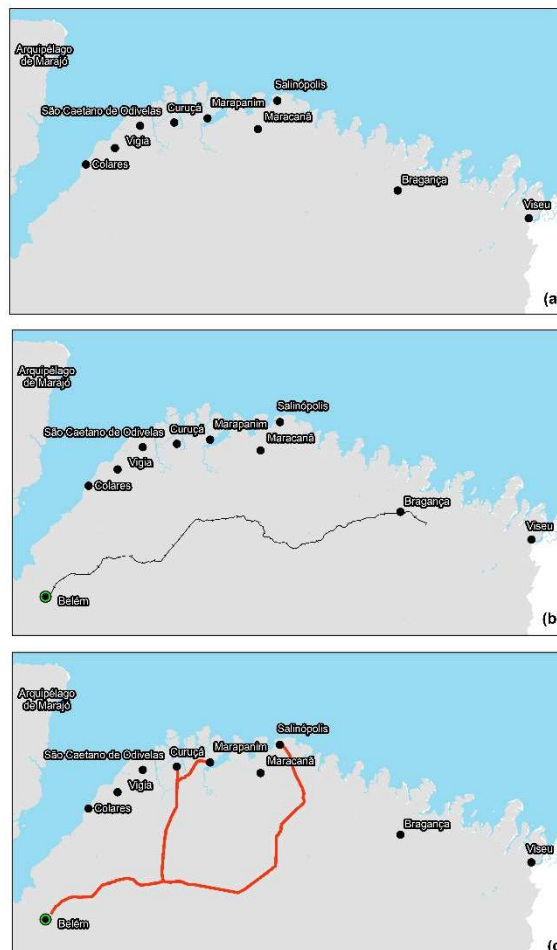 Arquipélago
de Marajó
Salinópolis
São Caetano de Odivelas
Curuçá
Marapanim
Maracanã
Vigia
Colares
Bragança
Viseu
(a
Arquipélago
de Marajó
Salinópolis
São Caetano de Odivelas
Curuçá
Marapanim
Maracanã
Vigia
Colares
Bragança
Viseu
Belém
(b
Arquipélago
de Marajó
Salinópolis
São Caetano de Odivelas
Curuçá
Marapanim
Maracanã
Vigia
Colares
Bragança
Viseu
Belém